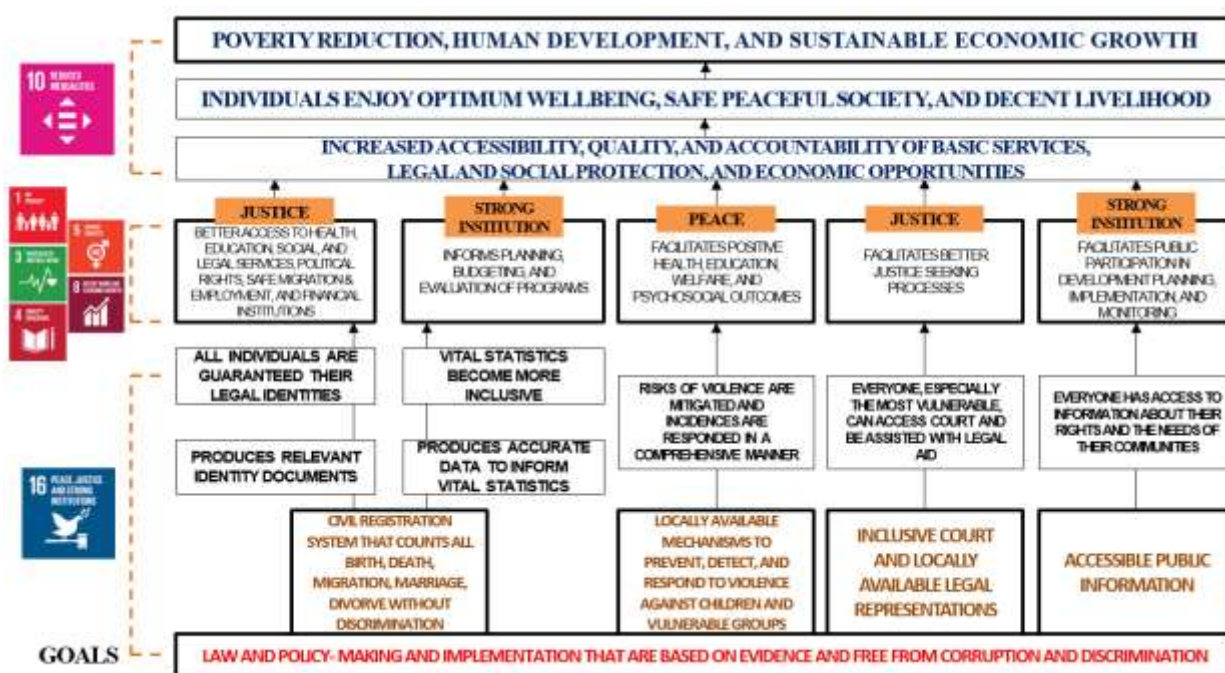 POVERTY REDUCTION, HUMAN DEVELOPMENT, AND SUSTAINABLE ECONOMIC GROWTH
10 REDUCED INEQUALITIES
INDIVIDUALS ENJOY OPTIMUM WELLBEING, SAFE PEACEFUL SOCIETY, AND DECENT LIVELIHOOD
INCREASED ACCESSIBILITY, QUALITY, AND ACCOUNTABILITY OF BASIC SERVICES,
LEGAL AND SOCIAL PROTECTION, AND ECONOMIC OPPORTUNITIES
1
5
3
8
4
JUSTICE
BETTER ACCESS TO HEALTH,
EDUCATION, SOCIAL, AND
LEGAL SERVICES, POLITICAL
RIGHTS, SAFE MIGRATION &
EMPLOYMENT, AND FINANCIAL
INSTITUTIONS
STRONG
INSTITUTION
INFORMS PLANNING,
BUDGETING, AND
EVALUATION OF PROGRAMS
PEACE
FACILITATES POSITIVE
HEALTH, EDUCATION,
WELFARE, AND
PSYCHOSOCIAL OUTCOMES
JUSTICE
FACILITATES BETTER
JUSTICE SEEKING
PROCESSES
STRONG
INSTITUTION
FACILITATES PUBLIC
PARTICIPATION IN
DEVELOPMENT PLANNING,
IMPLEMENTATION, AND
MONITORING
ALL INDIVIDUALS ARE
GUARANTEED THEIR
LEGAL IDENTITIES
VITAL STATISTICS
BECOME MORE
INCLUSIVE
RISKS OF VIOLENCE ARE
MITIGATED AND
INCIDENCES ARE
RESPONDED IN A
COMPREHENSIVE MANNER
EVERYONE, ESPECIALLY
THE MOST VULNERABLE,
CAN ACCESS COURT AND
BE ASSISTED WITH LEGAL
AID
EVERYONE HAS ACCESS TO
INFORMATION ABOUT THEIR
RIGHTS AND THE NEEDS OF
THEIR COMMUNITIES
PRODUCES RELEVANT
IDENTITY DOCUMENTS
PRODUCES ACCURATE
DATA TO INFORM
VITAL STATISTICS
16 PEACE, JUSTICE
AND STRONG
INSTITUTIONS
CIVIL REGISTRATION
SYSTEM THAT COUNTS ALL
BIRTH, DEATH,
MIGRATION, MARRIAGE,
DIVORVE WITHOUT
DISCRIMINATION
LOCALLY AVAILABLE
MECHANISMS TO
PREVENT, DETECT, AND
RESPOND TO VIOLENCE
AGAINST CHILDREN AND
VULNERABLE GROUPS
INCLUSIVE COURT
AND LOCALLY
AVAILABLE LEGAL
REPRESENTATIONS
ACCESSIBLE PUBLIC
INFORMATION
GOALS
LAW AND POLICY- MAKING AND IMPLEMENTATION THAT ARE BASED ON EVIDENCE AND FREE FROM CORRUPTION AND DISCRIMINATION